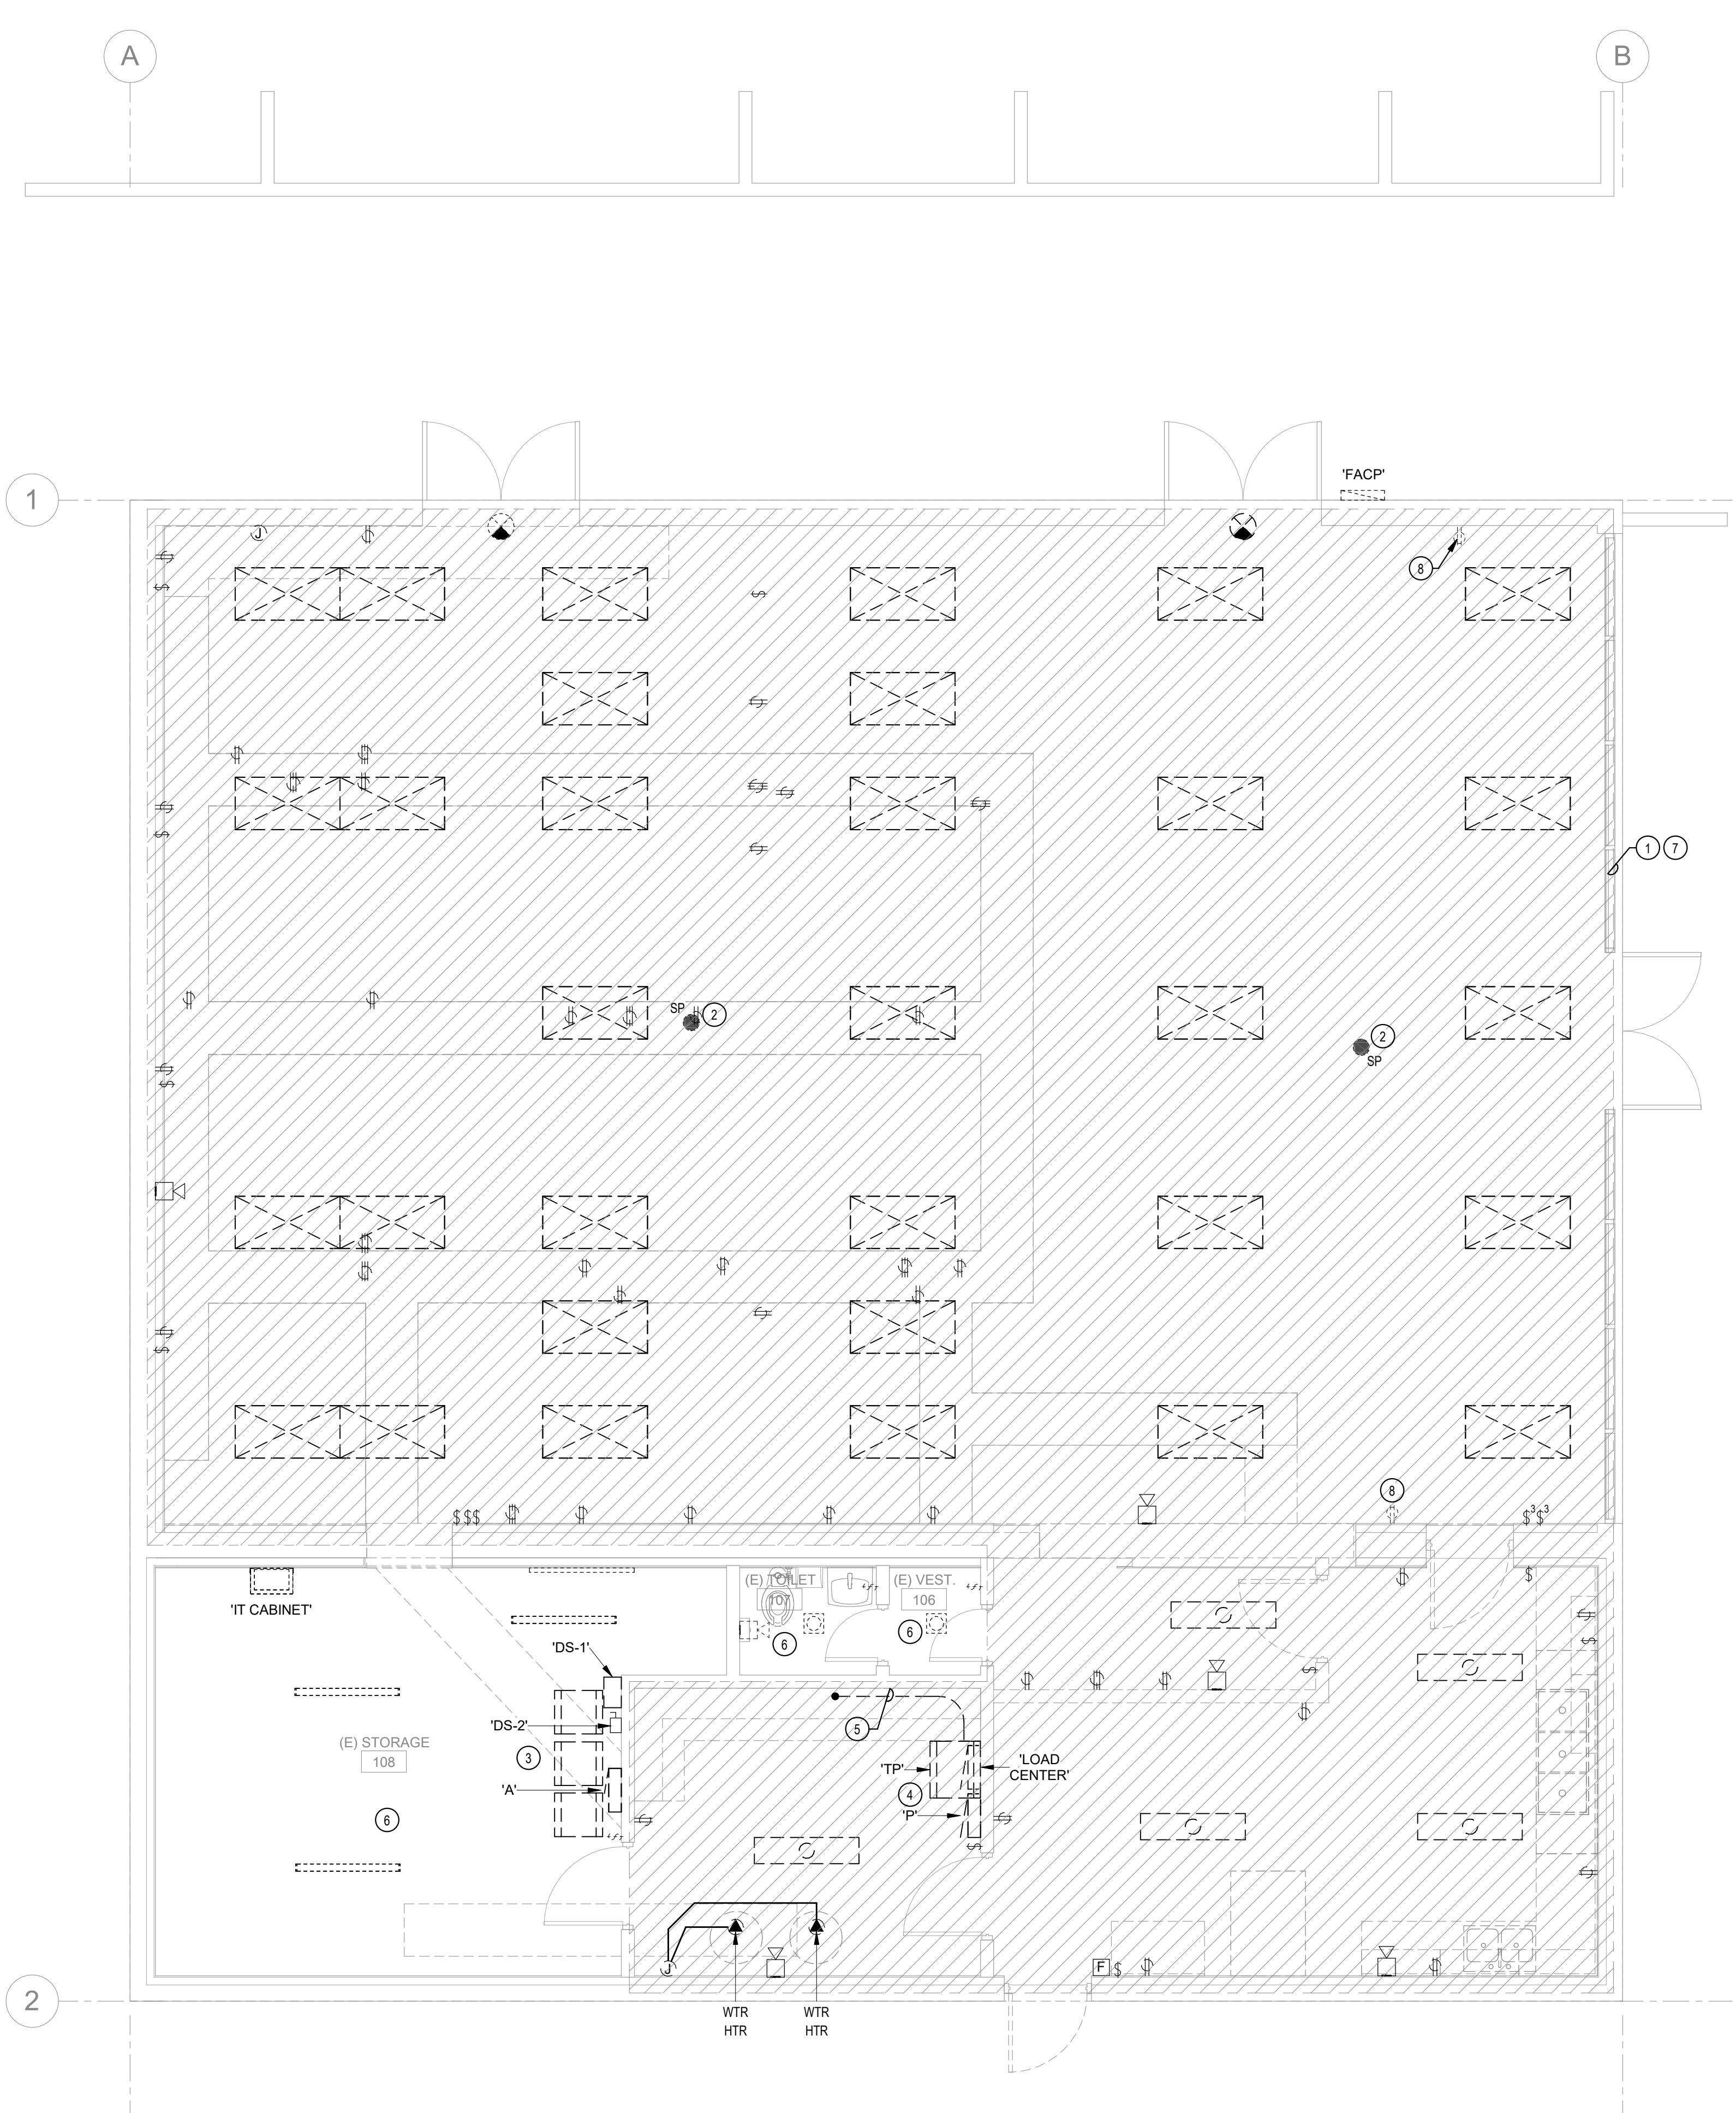 A
B
'FACP'
1
J
8
1 7
SP
2
2
SP
8
$ $$
$³$³
(E) TOILET
107
(E) VEST.
106
'IT CABINET'
6
6
'DS-1'
$
'DS-2'
5
(E) STORAGE
108
3
'TP'
'LOAD
CENTER'
'A'
4
'P'
6
J
F $
2
WTR
HTR
WTR
HTR